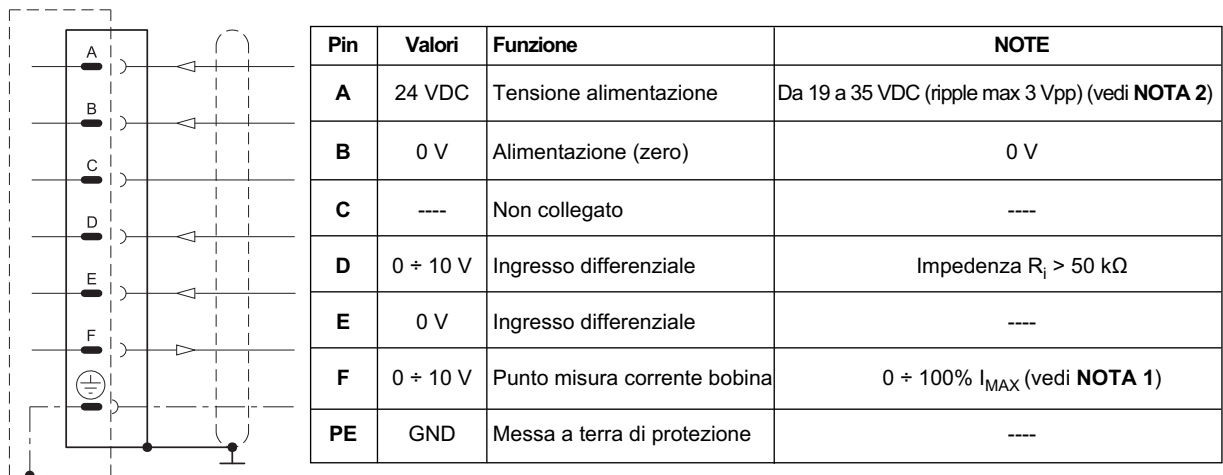 A
B
C
D
E
F
Pin Valori Funzione NOTE
A 24 VDC Tensione alimentazione Da 19 a 35 VDC (ripple max 3 Vpp) (vedi NOTA 2)
B 0 V Alimentazione (zero) 0 V
C ---- Non collegato ----
D 0 ÷ 10 V Ingresso differenziale Impedenza Ri > 50 kΩ
E 0 V Ingresso differenziale ----
F 0 ÷ 10 V Punto misura corrente bobina 0 ÷ 100% IMAX (vedi NOTA 1)
PE GND Messa a terra di protezione ----